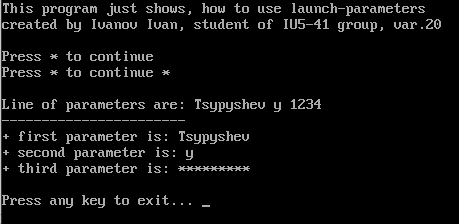 This program just shows, how to use launch-parameters
created by Ivanov Ivan, student of IU5-41 group, var.20
Press * to continue
Press * to continue *
Line of parameters are: Tsypyshev y 1234
-----------------------
+ first parameter is: Tsypyshev
+ second parameter is: y
+ third parameter is: *********
Press any key to exit... _